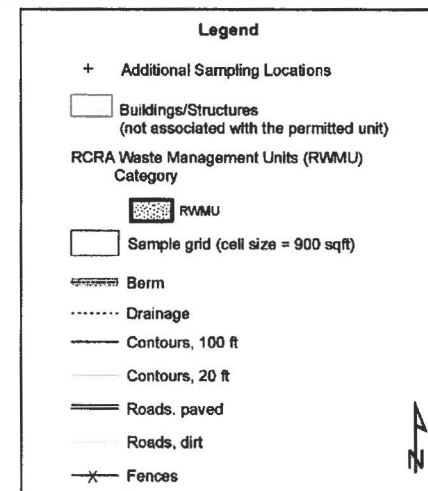 Legend
+ Additional Sampling Locations
Buildings/Structures
(not associated with the permitted unit)
RCRA Waste Management Units (RWMU)
Category
RWMU
Sample grid (cell size = 900 sqft)
Berm
Drainage
Contours, 100 ft
Contours, 20 ft
Roads. paved
Roads, dirt
Fences
N